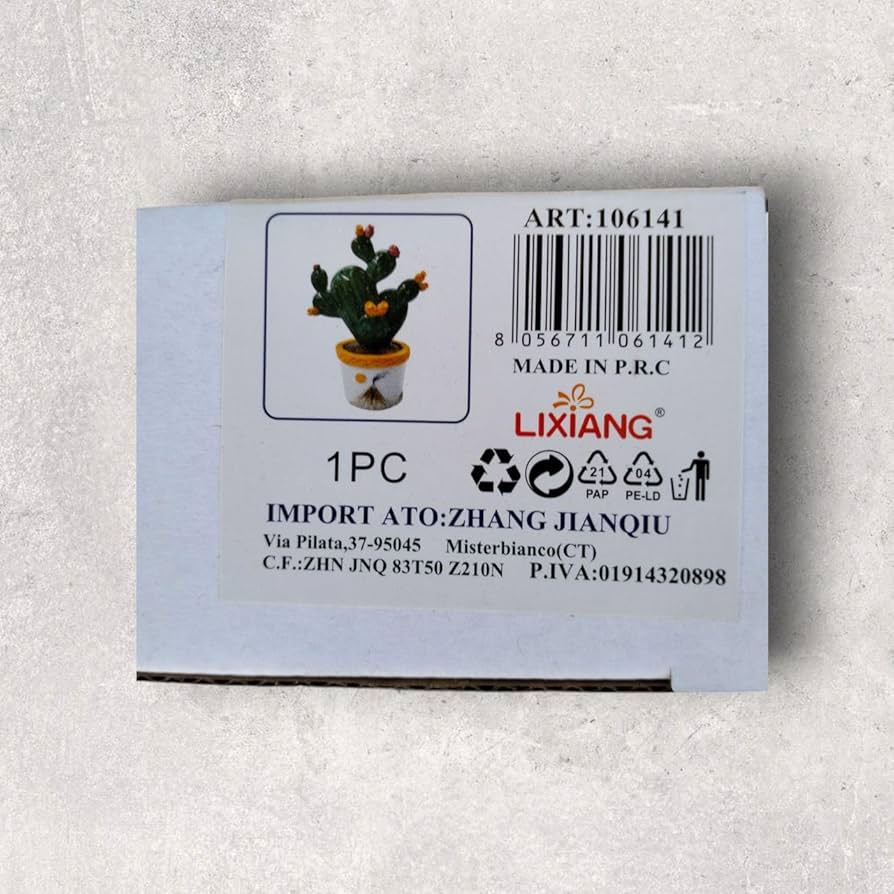 ART:106141
8 056711 061412
MADE IN P.R.C
LIXIANG®
1PC
21
PAP
04
PE-LD
IMPORT ATO:ZHANG JIANQIU
Via Pilata,37-95045 Misterbianco(CT)
C.F.:ZHN JNQ 83T50 Z210N P.IVA:01914320898